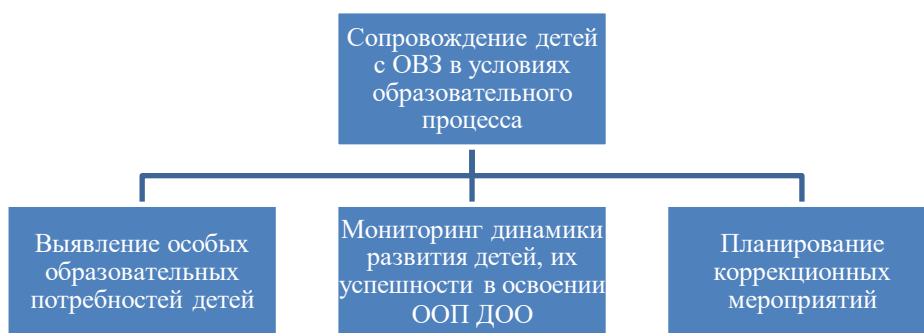 Сопровождение детей
с ОВЗ в условиях
образовательного
процесса
Выявление особых
образовательных
потребностей детей
Мониторинг динамики
развития детей, их
успешности в освоении
ООП ДОО
Планирование
коррекционных
мероприятий